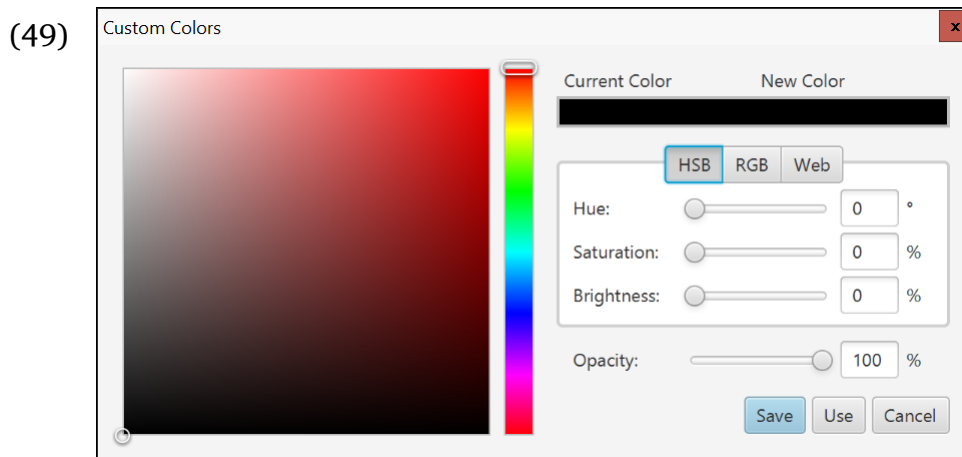 (49)
Custom Colors
x
Current Color New Color
HSB RGB Web
Hue: 0 °
Saturation: 0 %
Brightness: 0 %
Opacity: 100 %
Save Use Cancel